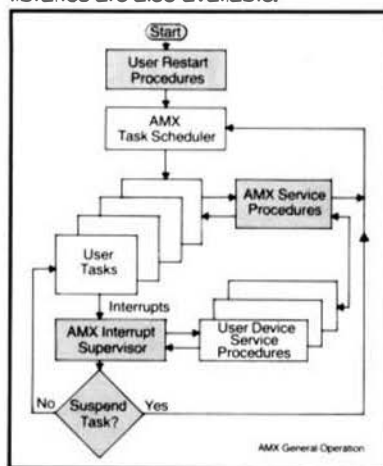 Start
User Restart
Procedures
AMX
Task Scheduler
AMX Service
Procedures
User
Tasks
Interrupts
AMX Interrupt
Supervisor
User Device
Service
Procedures
No
Suspend
Task?
Yes
AMX General Operation